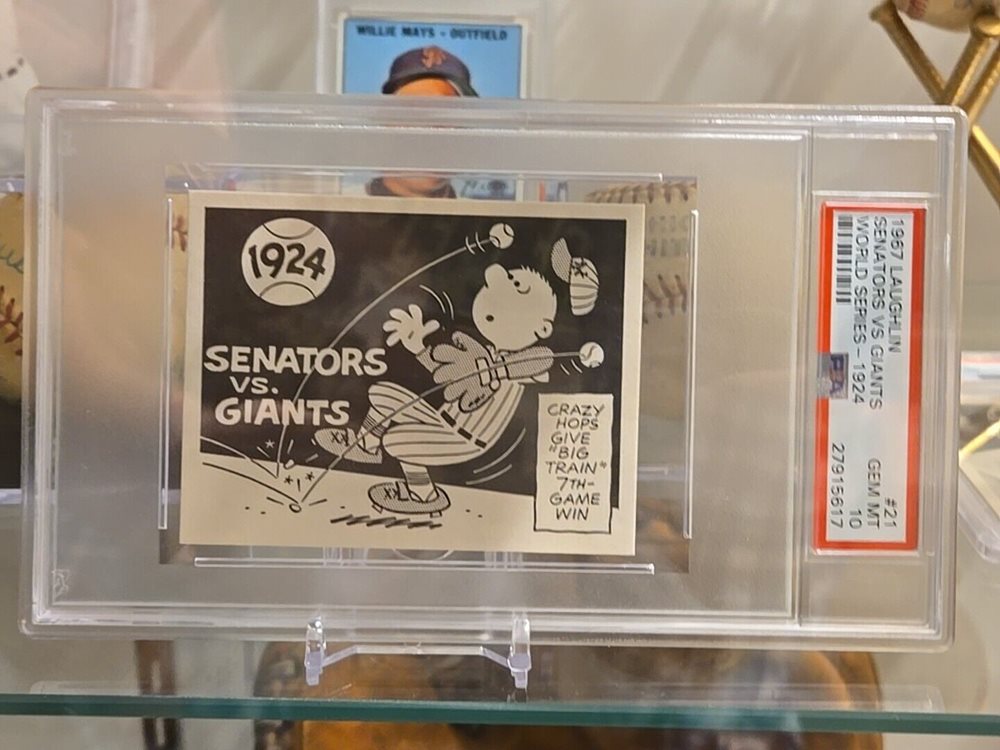 WILLIE MAYS - OUTFIELD
1924
SENATORS
VS.
GIANTS
CRAZY
HOPS
GIVE
"BIG
TRAIN"
7TH-
GAME
WIN
1967 LAUGHLIN #21
SENATORS VS GIANTS GEM MT
WORLD SERIES - 1924 10
27915617
PSA